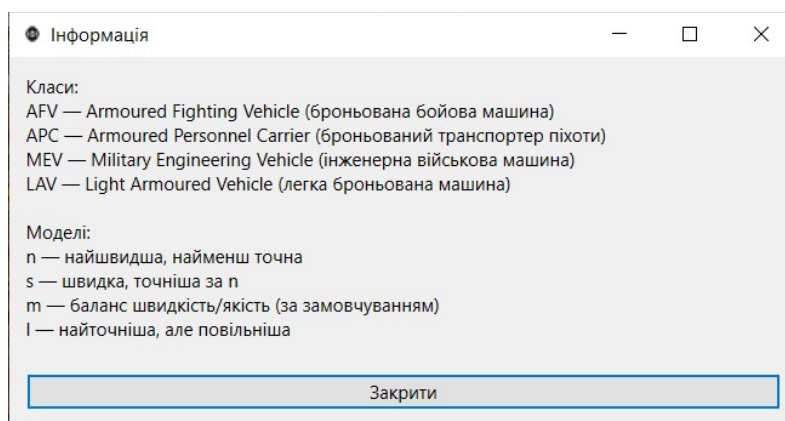 Інформація
Класи:
AFV — Armoured Fighting Vehicle (броньована бойова машина)
APC — Armoured Personnel Carrier (броньований транспортер піхоти)
MEV — Military Engineering Vehicle (інженерна військова машина)
LAV — Light Armoured Vehicle (легка броньована машина)
Моделі:
n — найшвидша, найменш точна
s — швидка, точніша за n
m — баланс швидкість/якість (за замовчуванням)
l — найточніша, але повільніша
Закрити